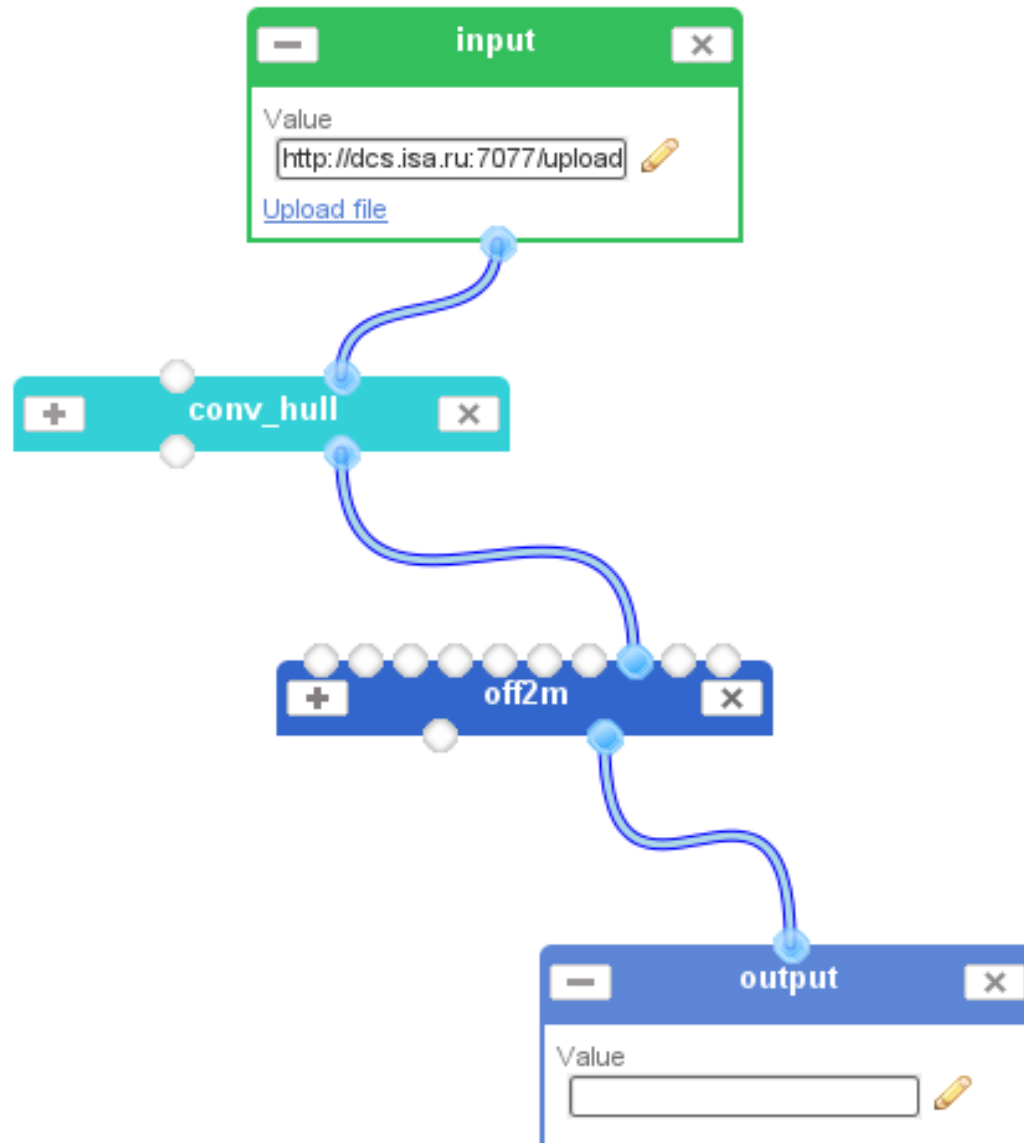 input
Value
http://dcs.isa.ru:7077/upload
Upload file
conv_hull
off2m
output
Value